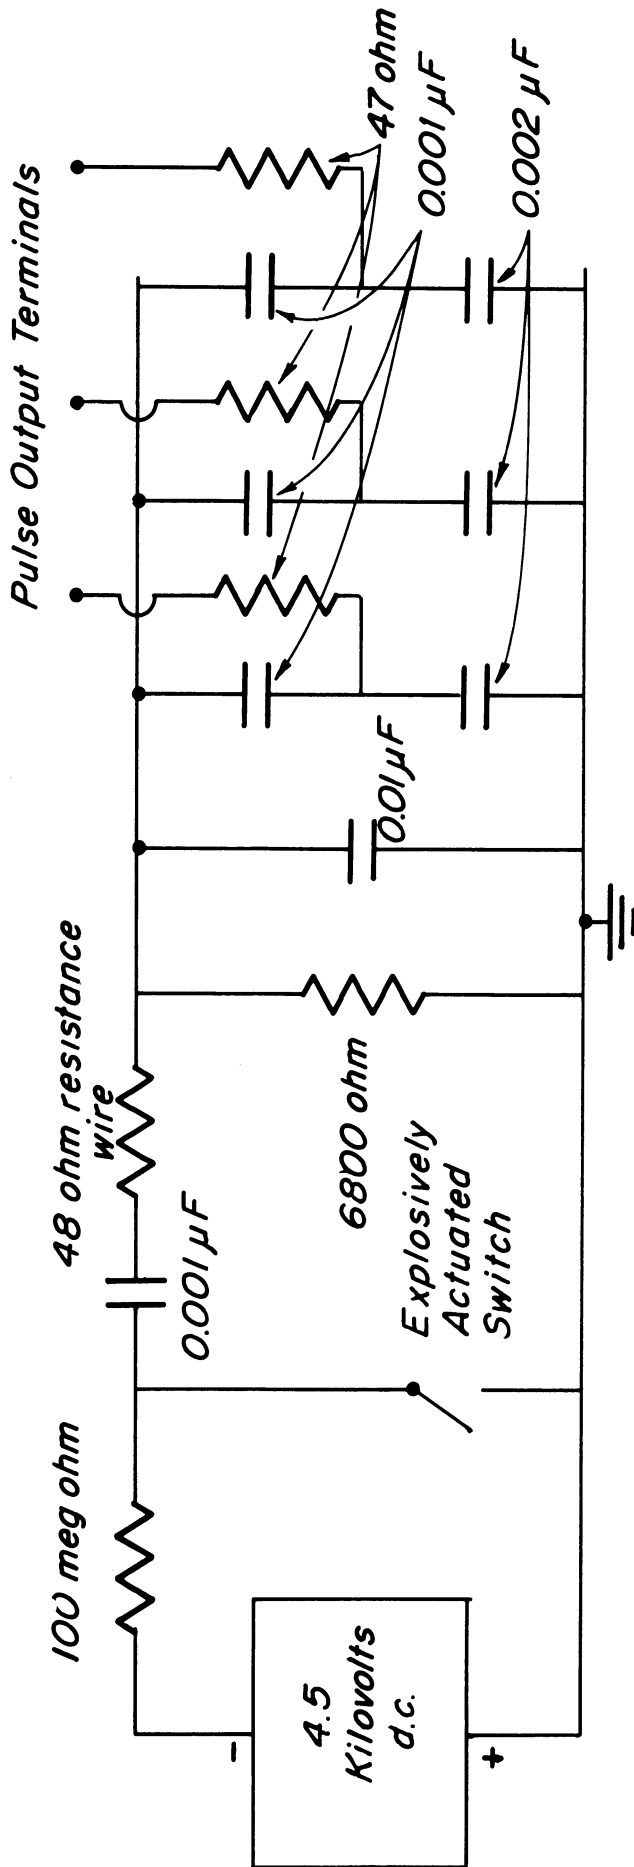 Pulse Output Terminals
47 ohm
0.001 μF
0.002 μF
48 ohm resistance
wire
0.001 μF
0.01 μF
6800 ohm
100 meg ohm
Explosively
Actuated
Switch
-
4.5
Kilovolts
d.c.
+